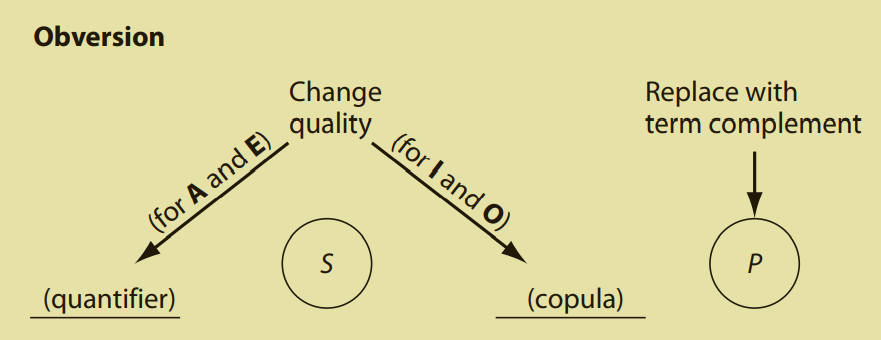 Obversion
Change
quality
Replace with
term complement
(for A and E)
(for I and O)
S
P
(quantifier)
(copula)